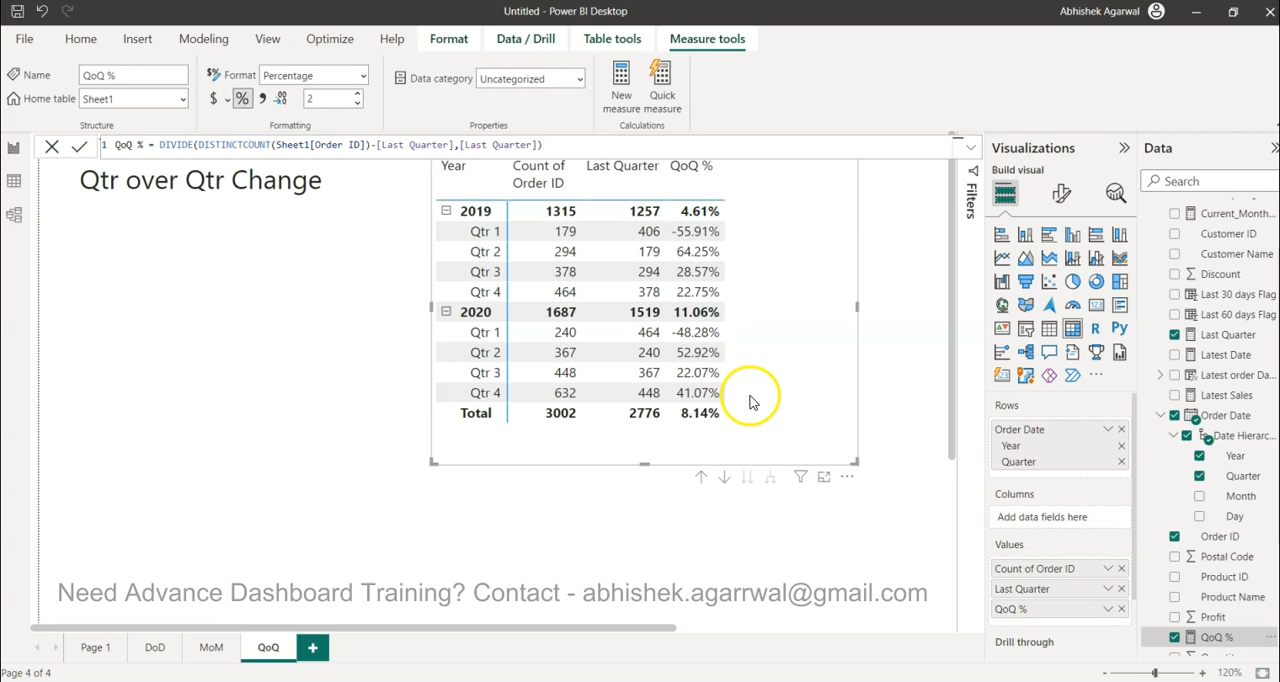 Untitled - Power BI Desktop
Abhishek Agarwal
File Home Insert Modeling View Optimize Help Format Data / Drill Table tools Measure tools
Name QoQ % Format Percentage Data category Uncategorized New measure Quick measure
Home table Sheet1 $ % 2
Structure Formatting Properties Calculations
1 QoQ % = DIVIDE(DISTINCTCOUNT(Sheet1[Order ID])-[Last Quarter],[Last Quarter])
Qtr over Qtr Change
Year Count of Order ID Last Quarter QoQ %
2019 1315 1257 4.61%
Qtr 1 179 406 -55.91%
Qtr 2 294 179 64.25%
Qtr 3 378 294 28.57%
Qtr 4 464 378 22.75%
2020 1687 1519 11.06%
Qtr 1 240 464 -48.28%
Qtr 2 367 240 52.92%
Qtr 3 448 367 22.07%
Qtr 4 632 448 41.07%
Total 3002 2776 8.14%
Need Advance Dashboard Training? Contact - abhishek.agarrwal@gmail.com
Filters
Visualizations
Build visual
R Py
Rows
Order Date
Year
Quarter
Columns
Add data fields here
Values
Count of Order ID
Last Quarter
QoQ %
Drill through
Data
Search
Current_Month...
Customer ID
Customer Name
Discount
Last 30 days Flag
Last 60 days Flag
Last Quarter
Latest Date
Latest order Da...
Latest Sales
Order Date
Date Hierarc...
Year
Quarter
Month
Day
Order ID
Postal Code
Product ID
Product Name
Profit
QoQ %
Page 1 DoD MoM QoQ
Page 4 of 4
120%